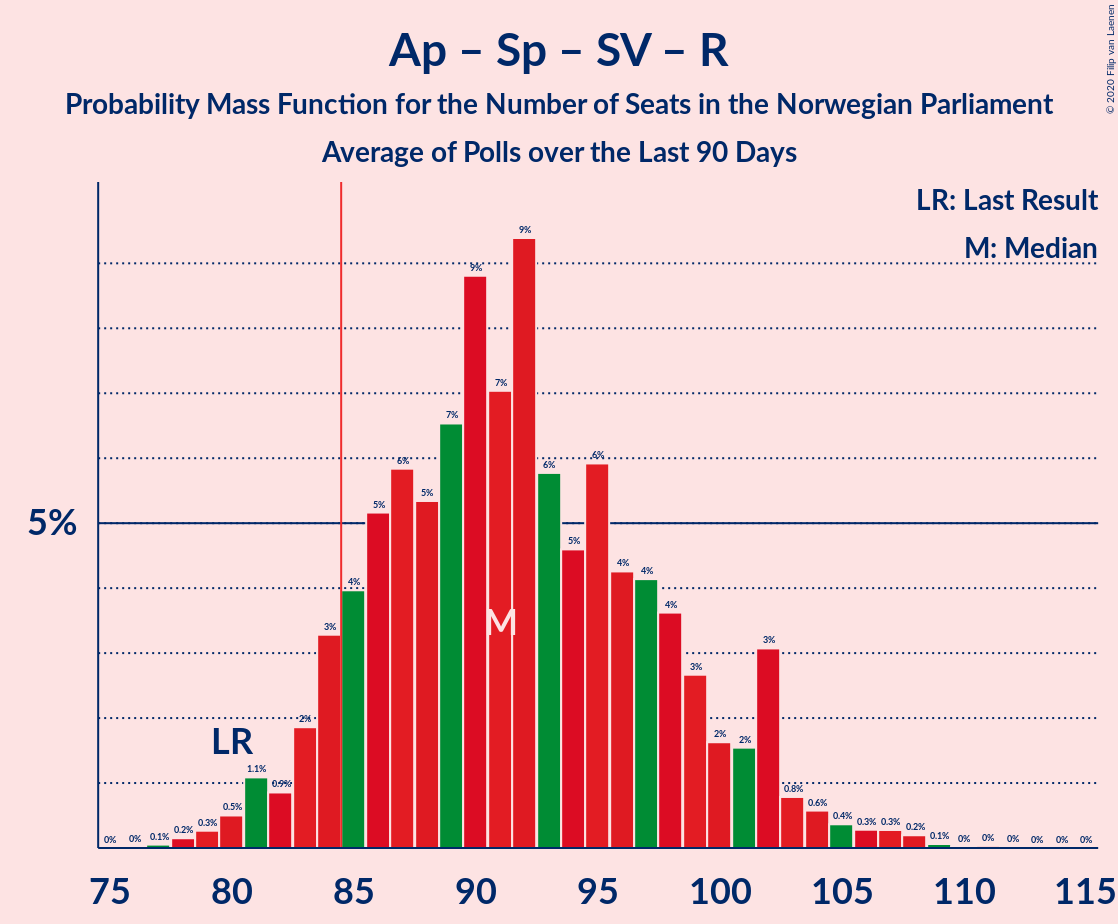 Ap – Sp – SV – R
Probability Mass Function for the Number of Seats in the Norwegian Parliament
Average of Polls over the Last 90 Days
© 2020 Filip van Laenen
LR: Last Result
M: Median
5%
LR
M
0% 0% 0.1% 0.2% 0.3% 0.5% 1.1% 0.9% 2% 3% 4% 5% 6% 5% 7% 9% 7% 9% 6% 5% 6% 4% 4% 4% 3% 2% 2% 3% 0.8% 0.6% 0.4% 0.3% 0.3% 0.2% 0.1% 0% 0% 0% 0% 0% 0%
75 80 85 90 95 100 105 110 115